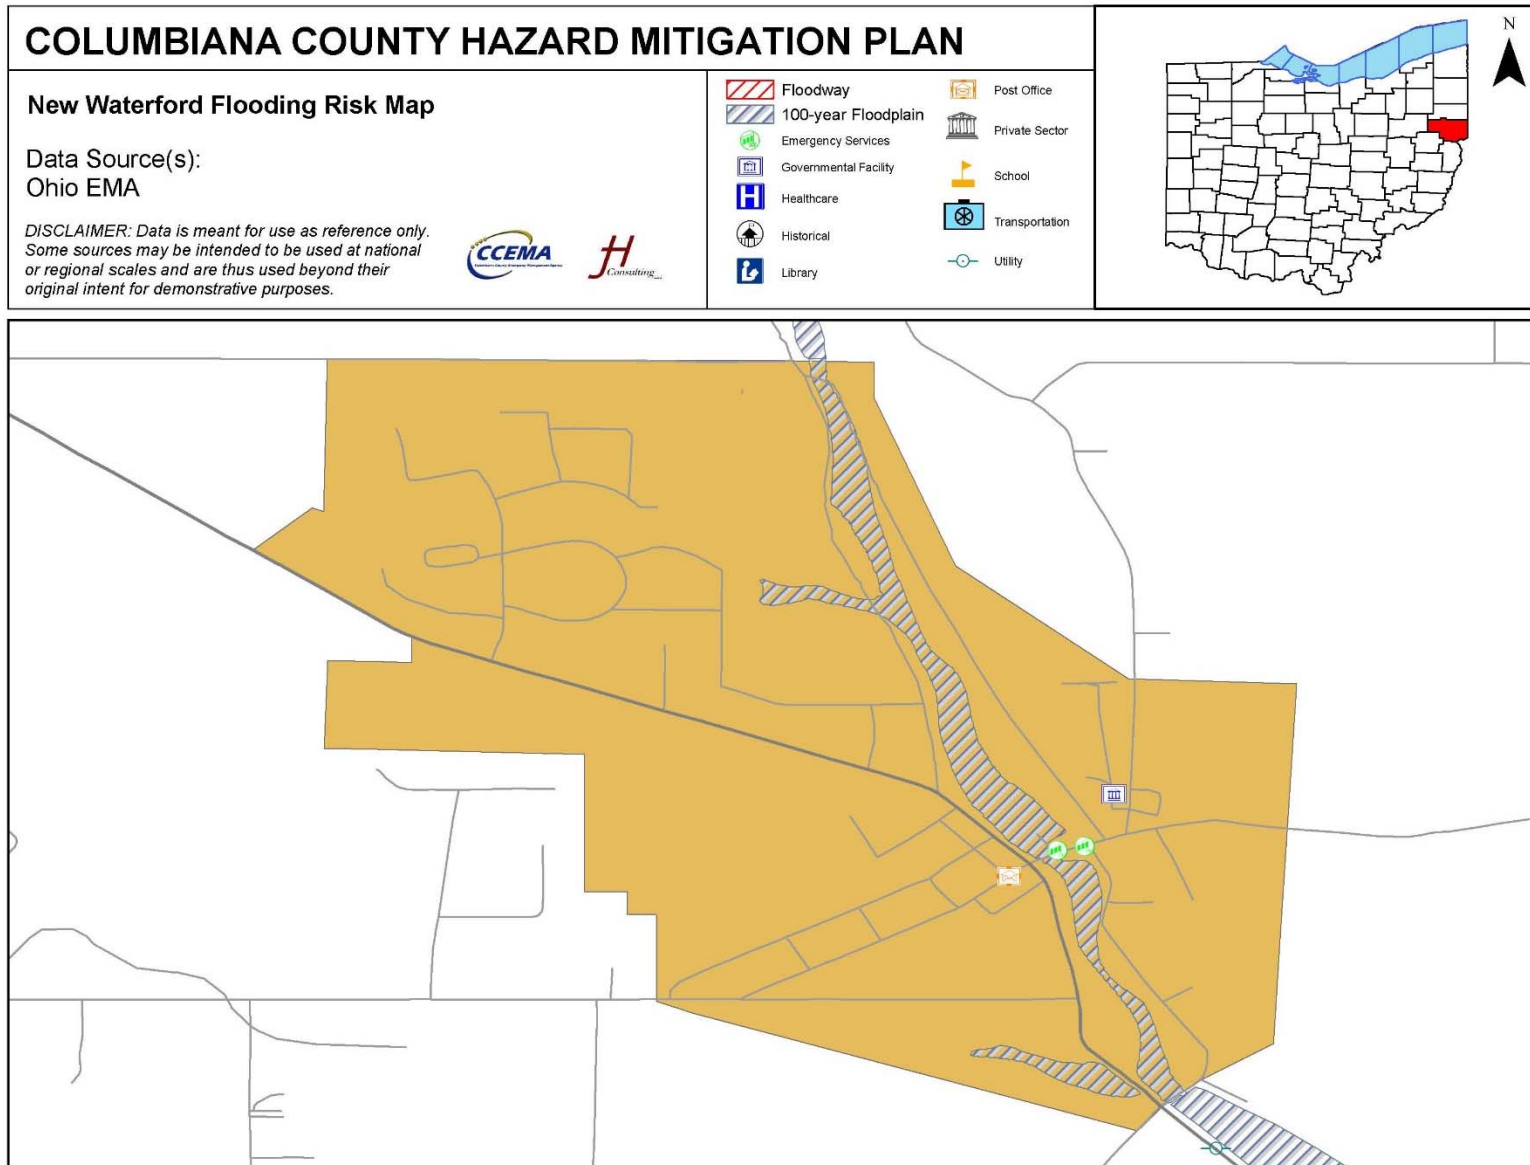 COLUMBIANA COUNTY HAZARD MITIGATION PLAN
New Waterford Flooding Risk Map
Data Source(s):
Ohio EMA
DISCLAIMER: Data is meant for use as reference only.
Some sources may be intended to be used at national
or regional scales and are thus used beyond their
original intent for demonstrative purposes.
CCEMA
JH
Consulting
Floodway
100-year Floodplain
Emergency Services
Governmental Facility
H
Healthcare
Historical
Library
Post Office
Private Sector
School
Transportation
Utility
N